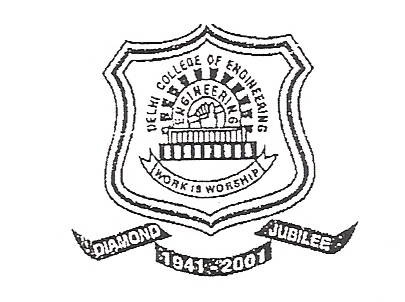 DELHI COLLEGE OF ENGINEERING
ENGINEERING
WORK IS WORSHIP
DIAMOND JUBILEE
1941-2001